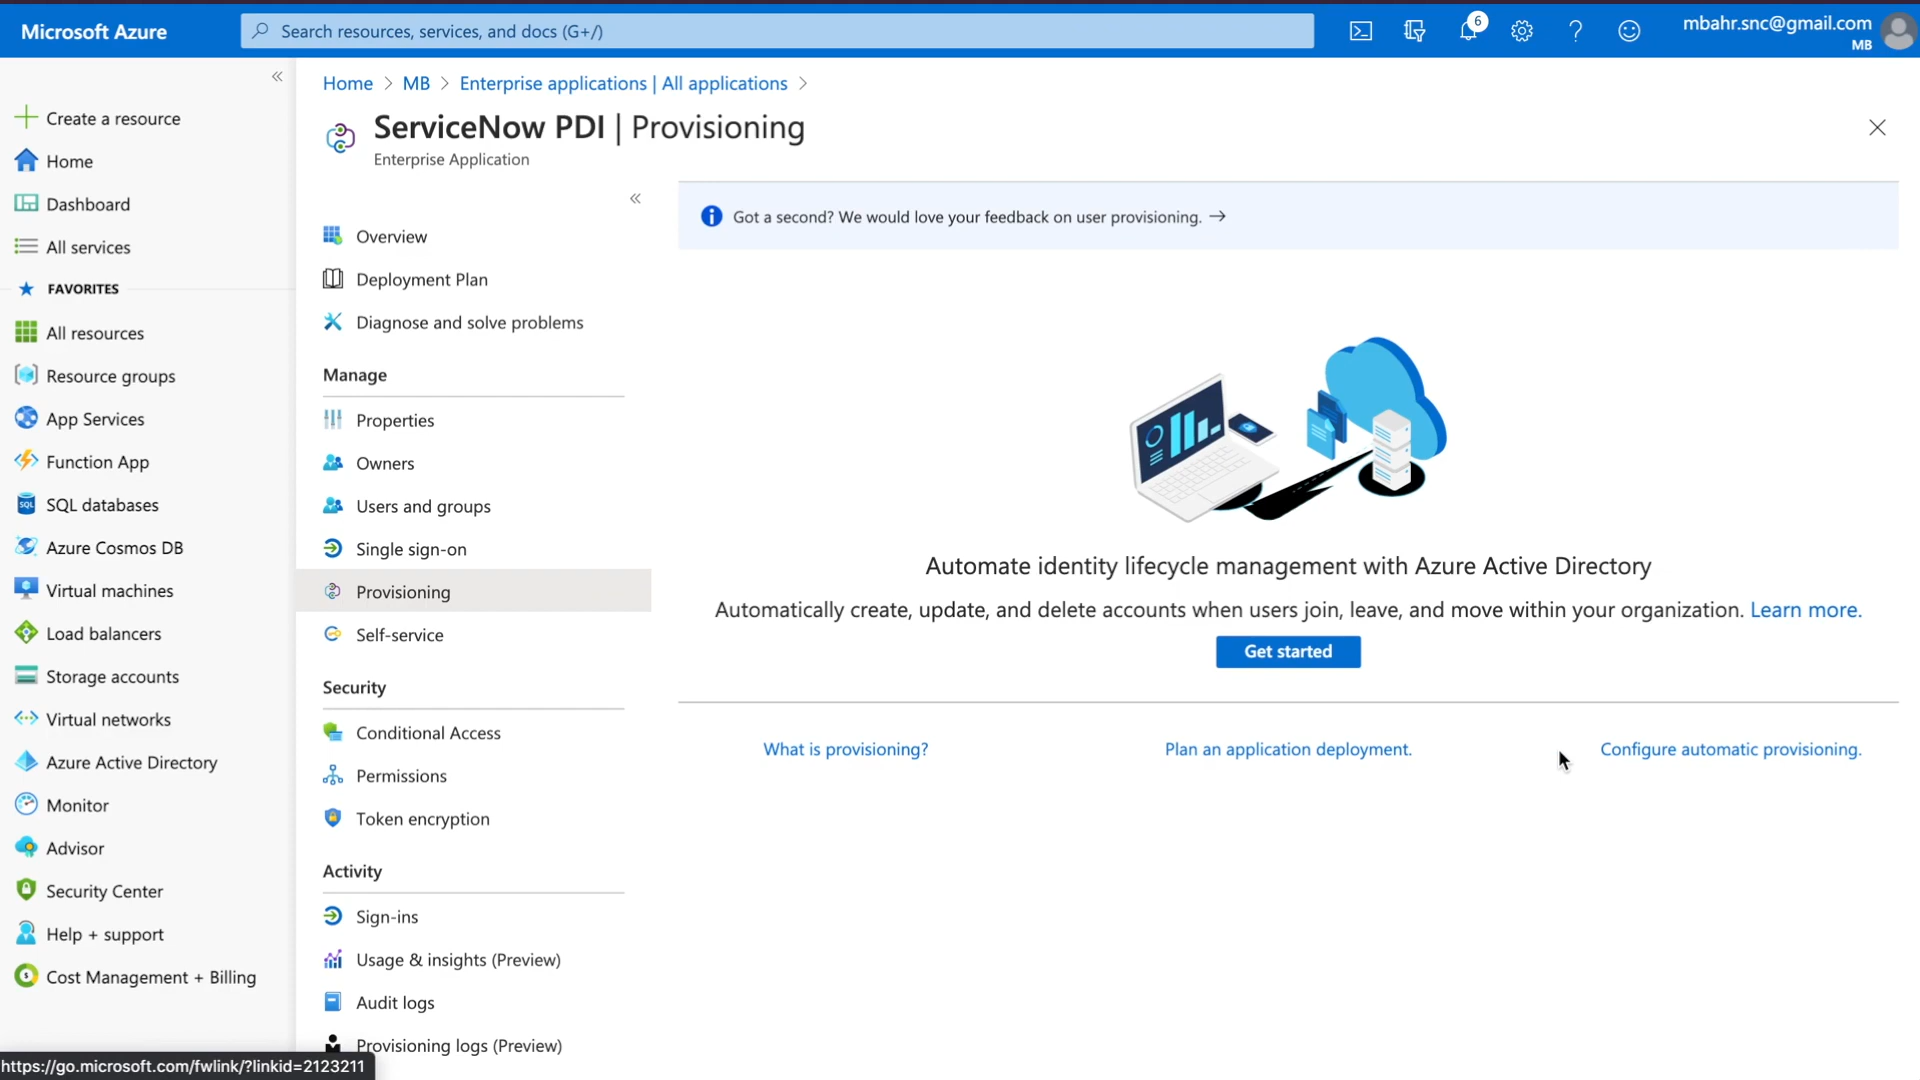 Microsoft Azure
Search resources, services, and docs (G+/)
6
mbahr.snc@gmail.com
MB
Create a resource
Home
Dashboard
All services
FAVORITES
All resources
Resource groups
App Services
Function App
SQL databases
Azure Cosmos DB
Virtual machines
Load balancers
Storage accounts
Virtual networks
Azure Active Directory
Monitor
Advisor
Security Center
Help + support
Cost Management + Billing
https://go.microsoft.com/fwlink/?linkid=2123211
Home > MB > Enterprise applications | All applications >
ServiceNow PDI | Provisioning
Enterprise Application
Overview
Deployment Plan
Diagnose and solve problems
Manage
Properties
Owners
Users and groups
Single sign-on
Provisioning
Self-service
Security
Conditional Access
Permissions
Token encryption
Activity
Sign-ins
Usage & insights (Preview)
Audit logs
Provisioning logs (Preview)
Got a second? We would love your feedback on user provisioning. →
Automate identity lifecycle management with Azure Active Directory
Automatically create, update, and delete accounts when users join, leave, and move within your organization. Learn more.
Get started
What is provisioning?
Plan an application deployment.
Configure automatic provisioning.